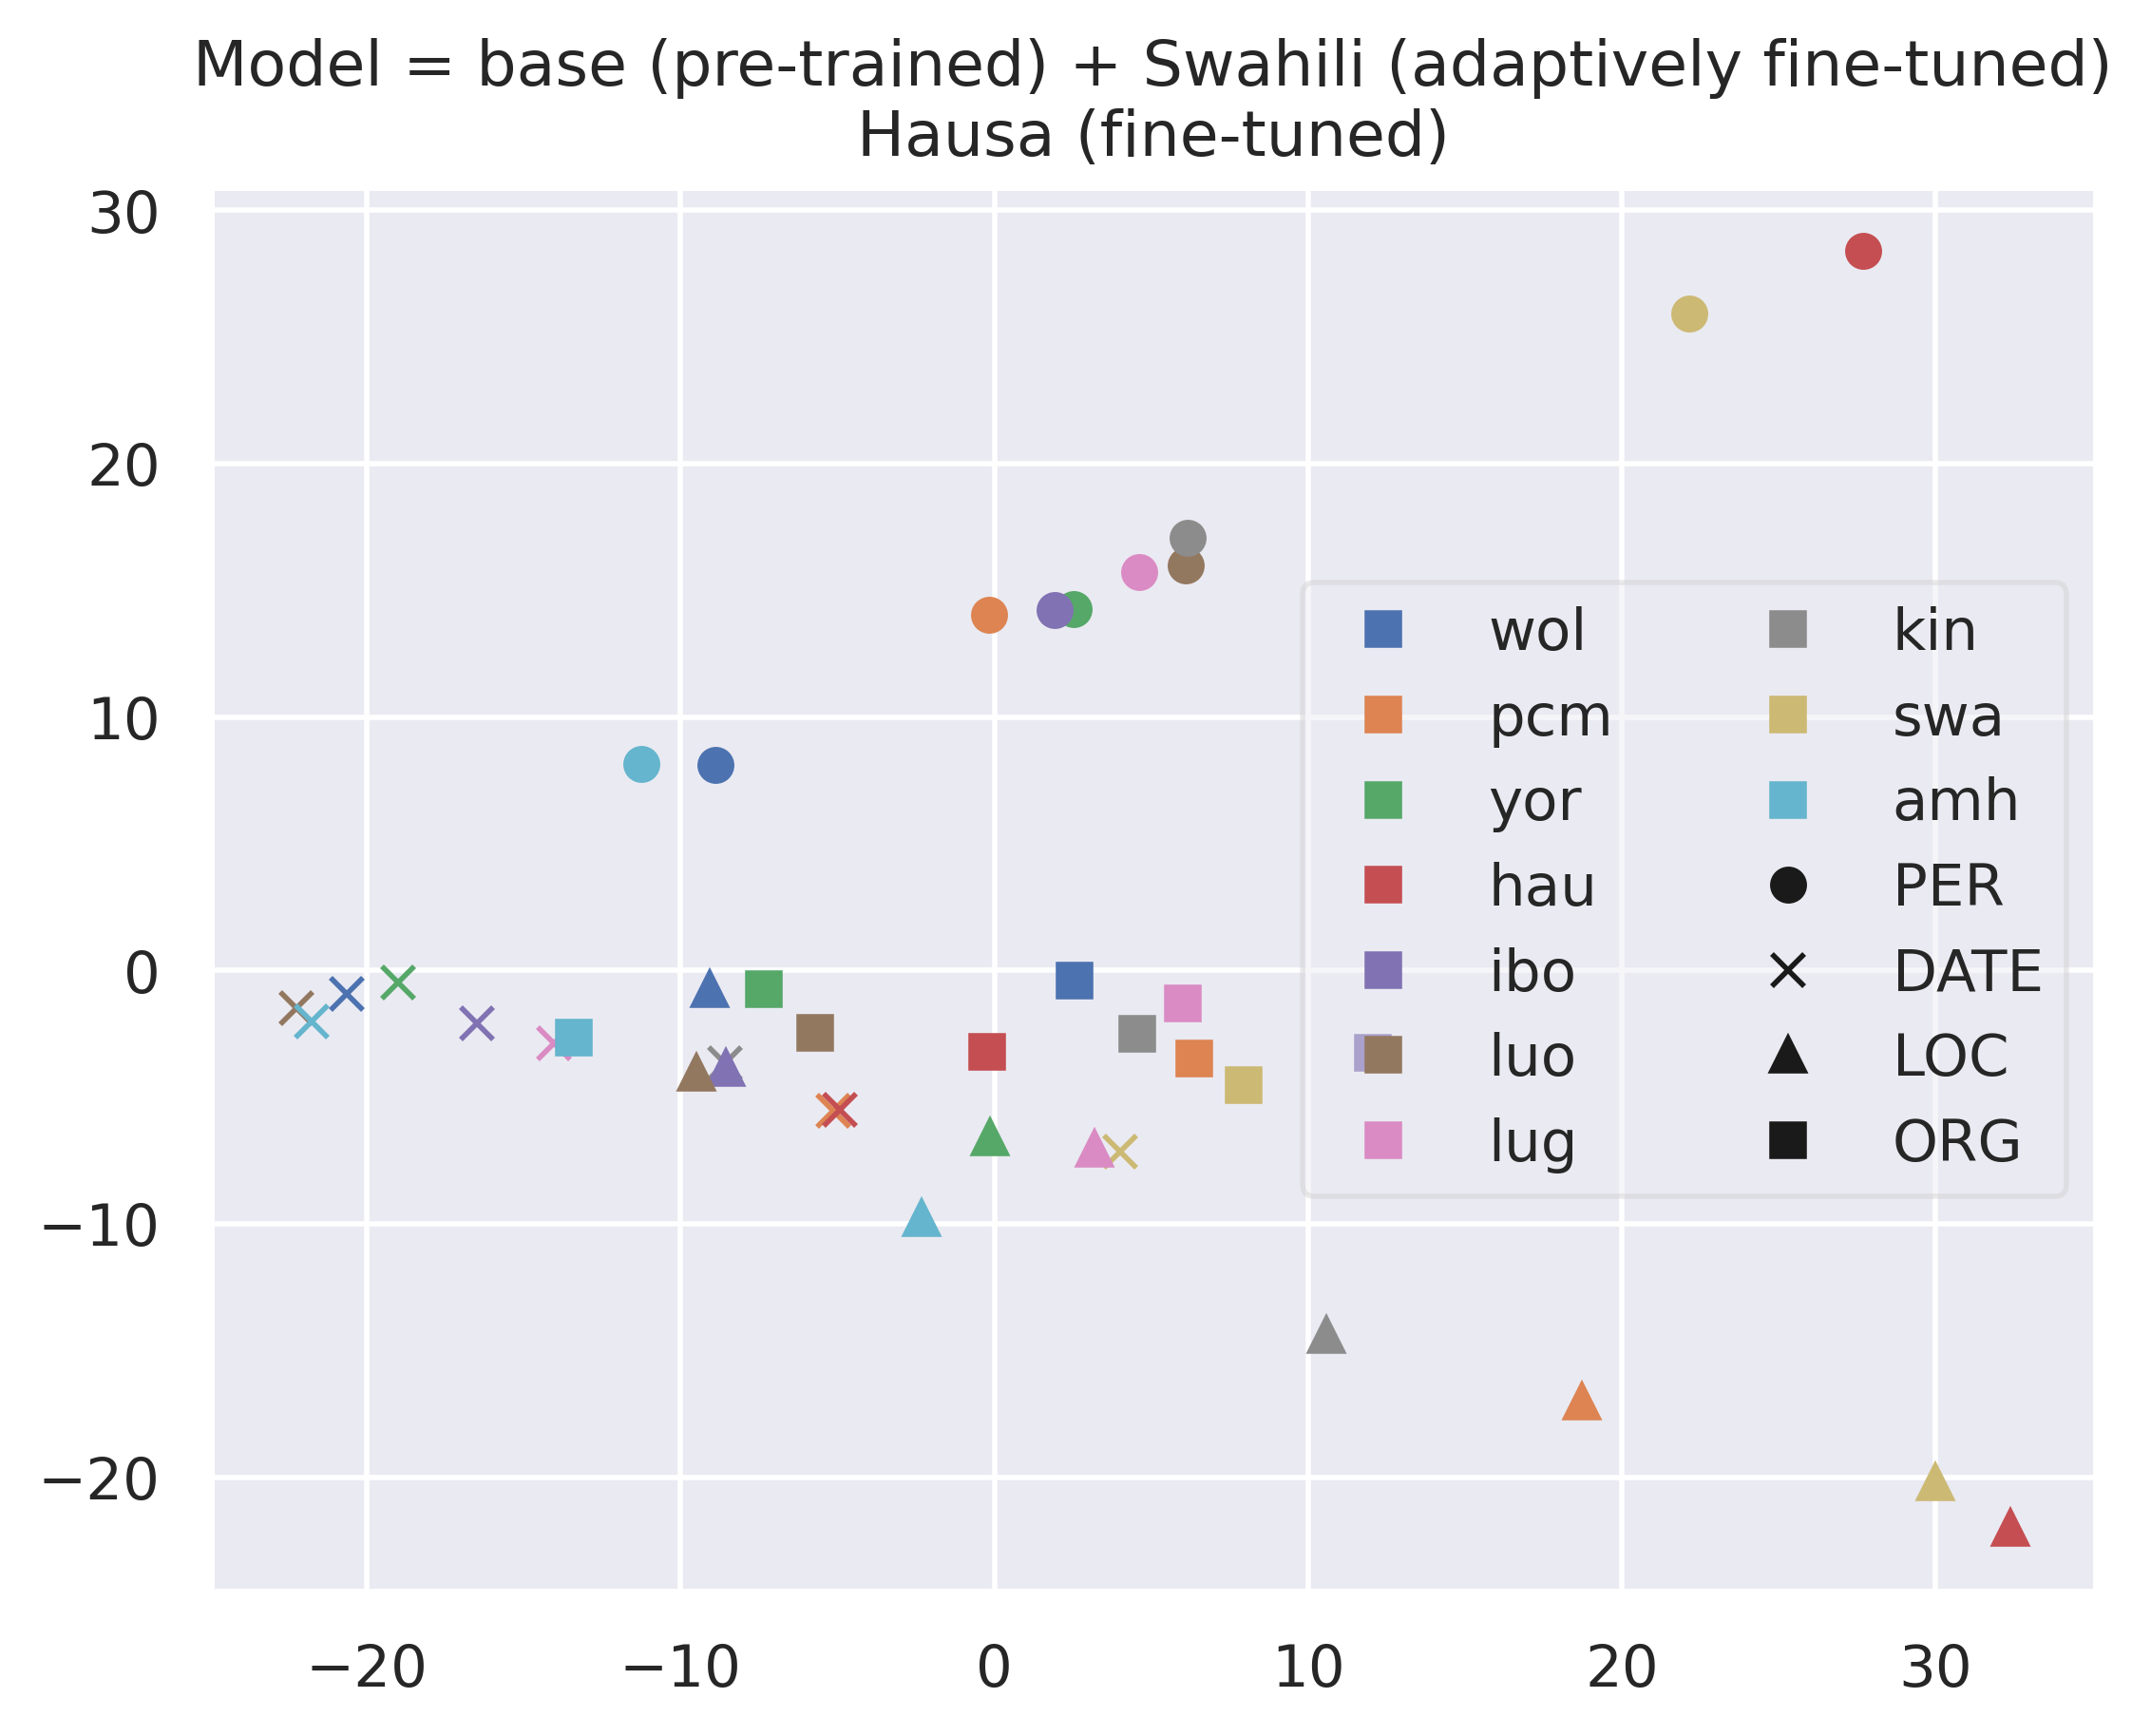 Model = base (pre-trained) + Swahili (adaptively fine-tuned)
Hausa (fine-tuned)
30
20
10
0
−10
−20
wol
pcm
yor
hau
ibo
luo
lug
kin
swa
amh
PER
DATE
LOC
ORG
−20 −10 0 10 20 30